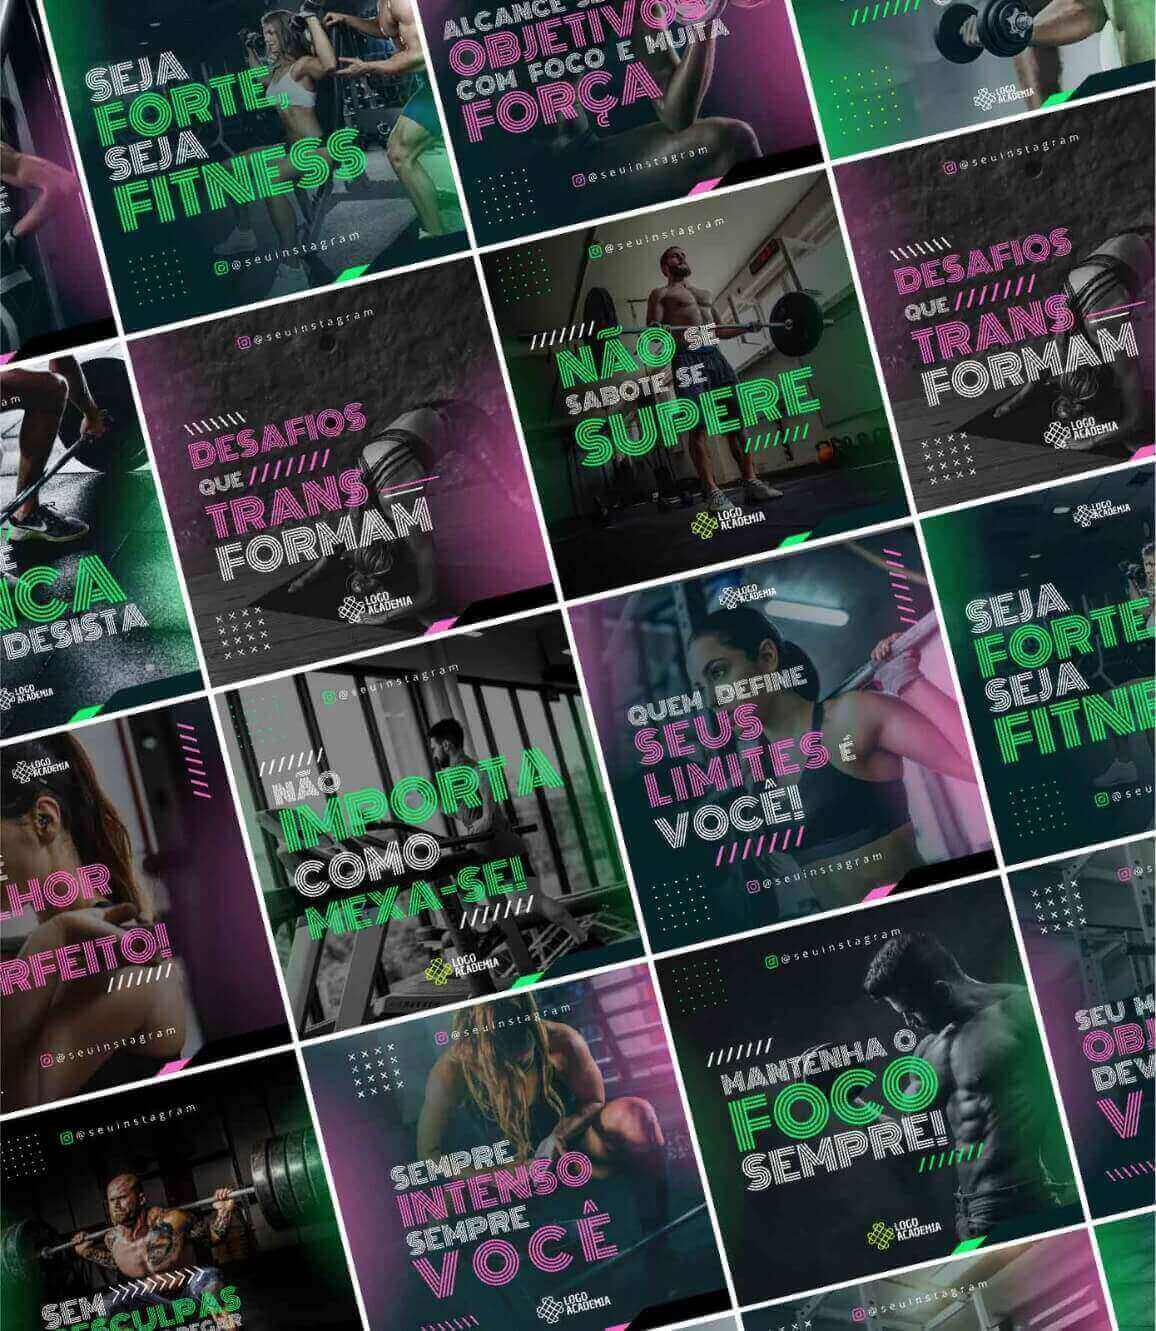 SEJA
FORTE,
SEJA
FITNESS
@seuinstagram
ALCANCE
OBJETIVOS
COM FOCO E MUITA
FORÇA
@seuinstagram
LOGO
ACADEMIA
@seuinstagram
DESAFIOS
QUE
TRANS
FORMAM
LOGO
ACADEMIA
@seuinstagram
NÃO SE
SABOTE SE
SUPERE
LOGO
ACADEMIA
@seuinstagram
DESAFIOS
QUE
TRANS
FORMAM
LOGO
ACADEMIA
DESISTA
LOGO
ACADEMIA
SEJA
FORTE
SEJA
LOGO
ACADEMIA
QUEM DEFINE
SEUS
LIMITES É
VOCÊ!
@seuinstagram
@seuinstagram
NÃO
IMPORTA
COMO
MEXA-SE!
LOGO
ACADEMIA
LOGO
ACADEMIA
@seuinstagram
@seuinstagram
MANTENHA O
FOCO
SEMPRE!
LOGO
ACADEMIA
SEU
@seuinstagram
SEMPRE
INTENSO
SEMPRE
VOCÊ
LOGO
ACADEMIA
@seuinstagram
SEM
@seuinstagram